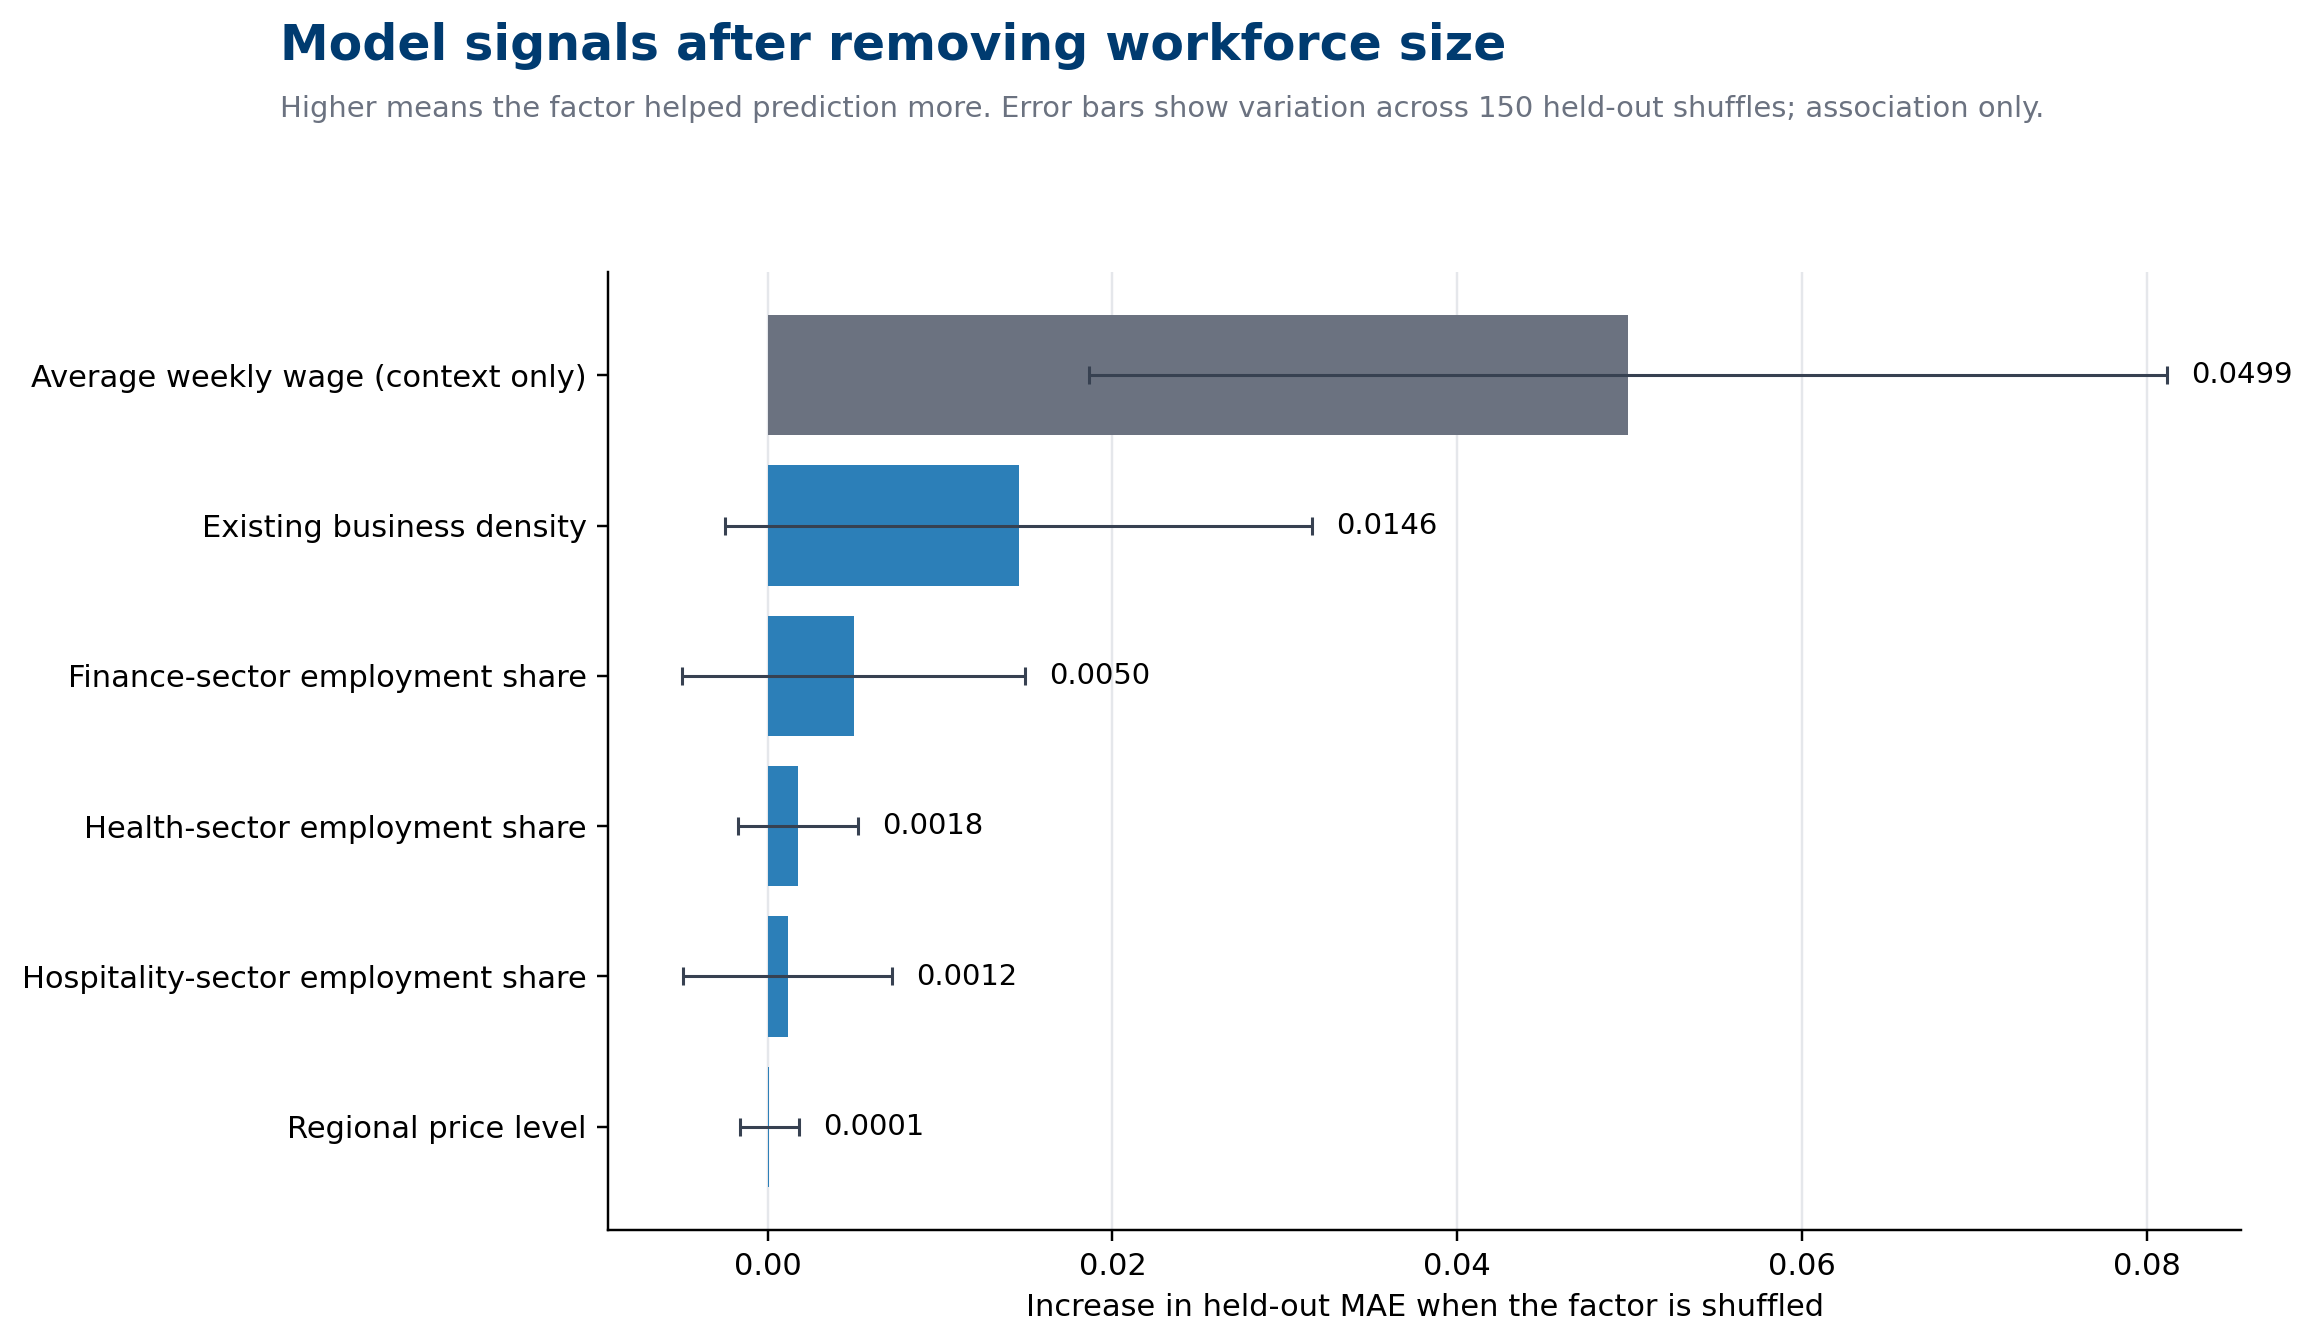 Model signals after removing workforce size
Higher means the factor helped prediction more. Error bars show variation across 150 held-out shuffles; association only.
Average weekly wage (context only)
0.0499
Existing business density
0.0146
Finance-sector employment share
0.0050
Health-sector employment share
0.0018
Hospitality-sector employment share
0.0012
Regional price level
0.0001
0.00 0.02 0.04 0.06 0.08
Increase in held-out MAE when the factor is shuffled